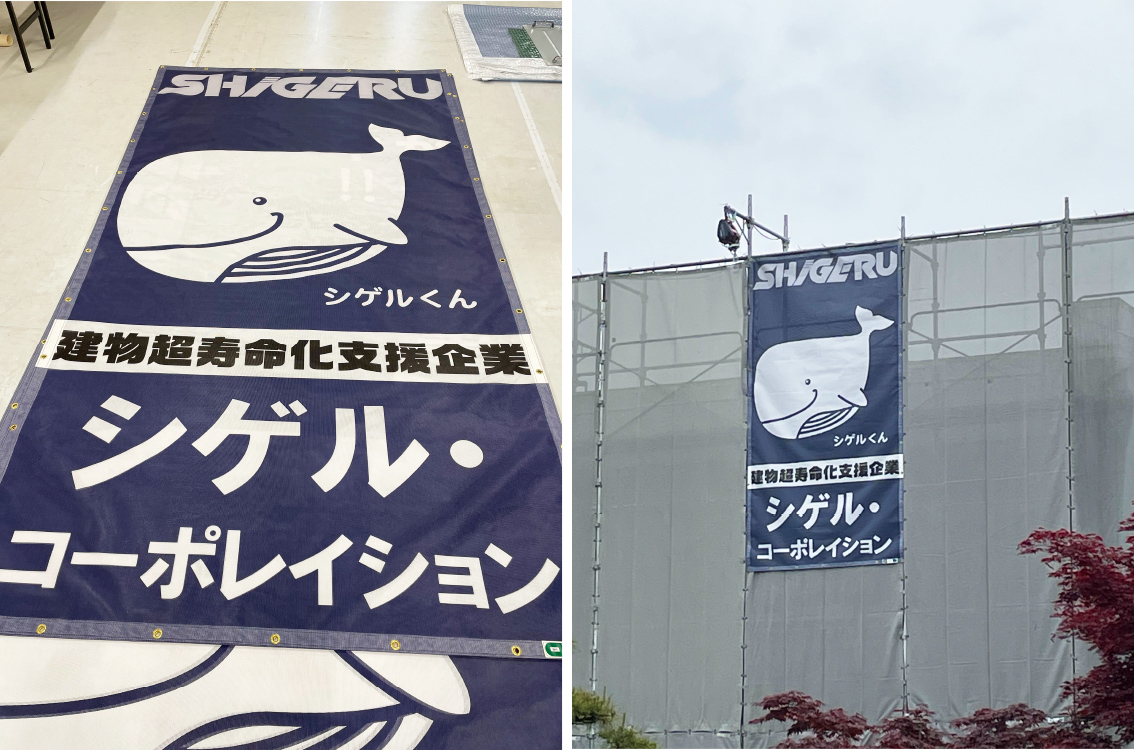 SHIGERU
シゲルくん
建物超寿命化支援企業
シゲル・
コーポレイション
SHIGERU
シゲルくん
建物超寿命化支援企業
シゲル・
コーポレイション